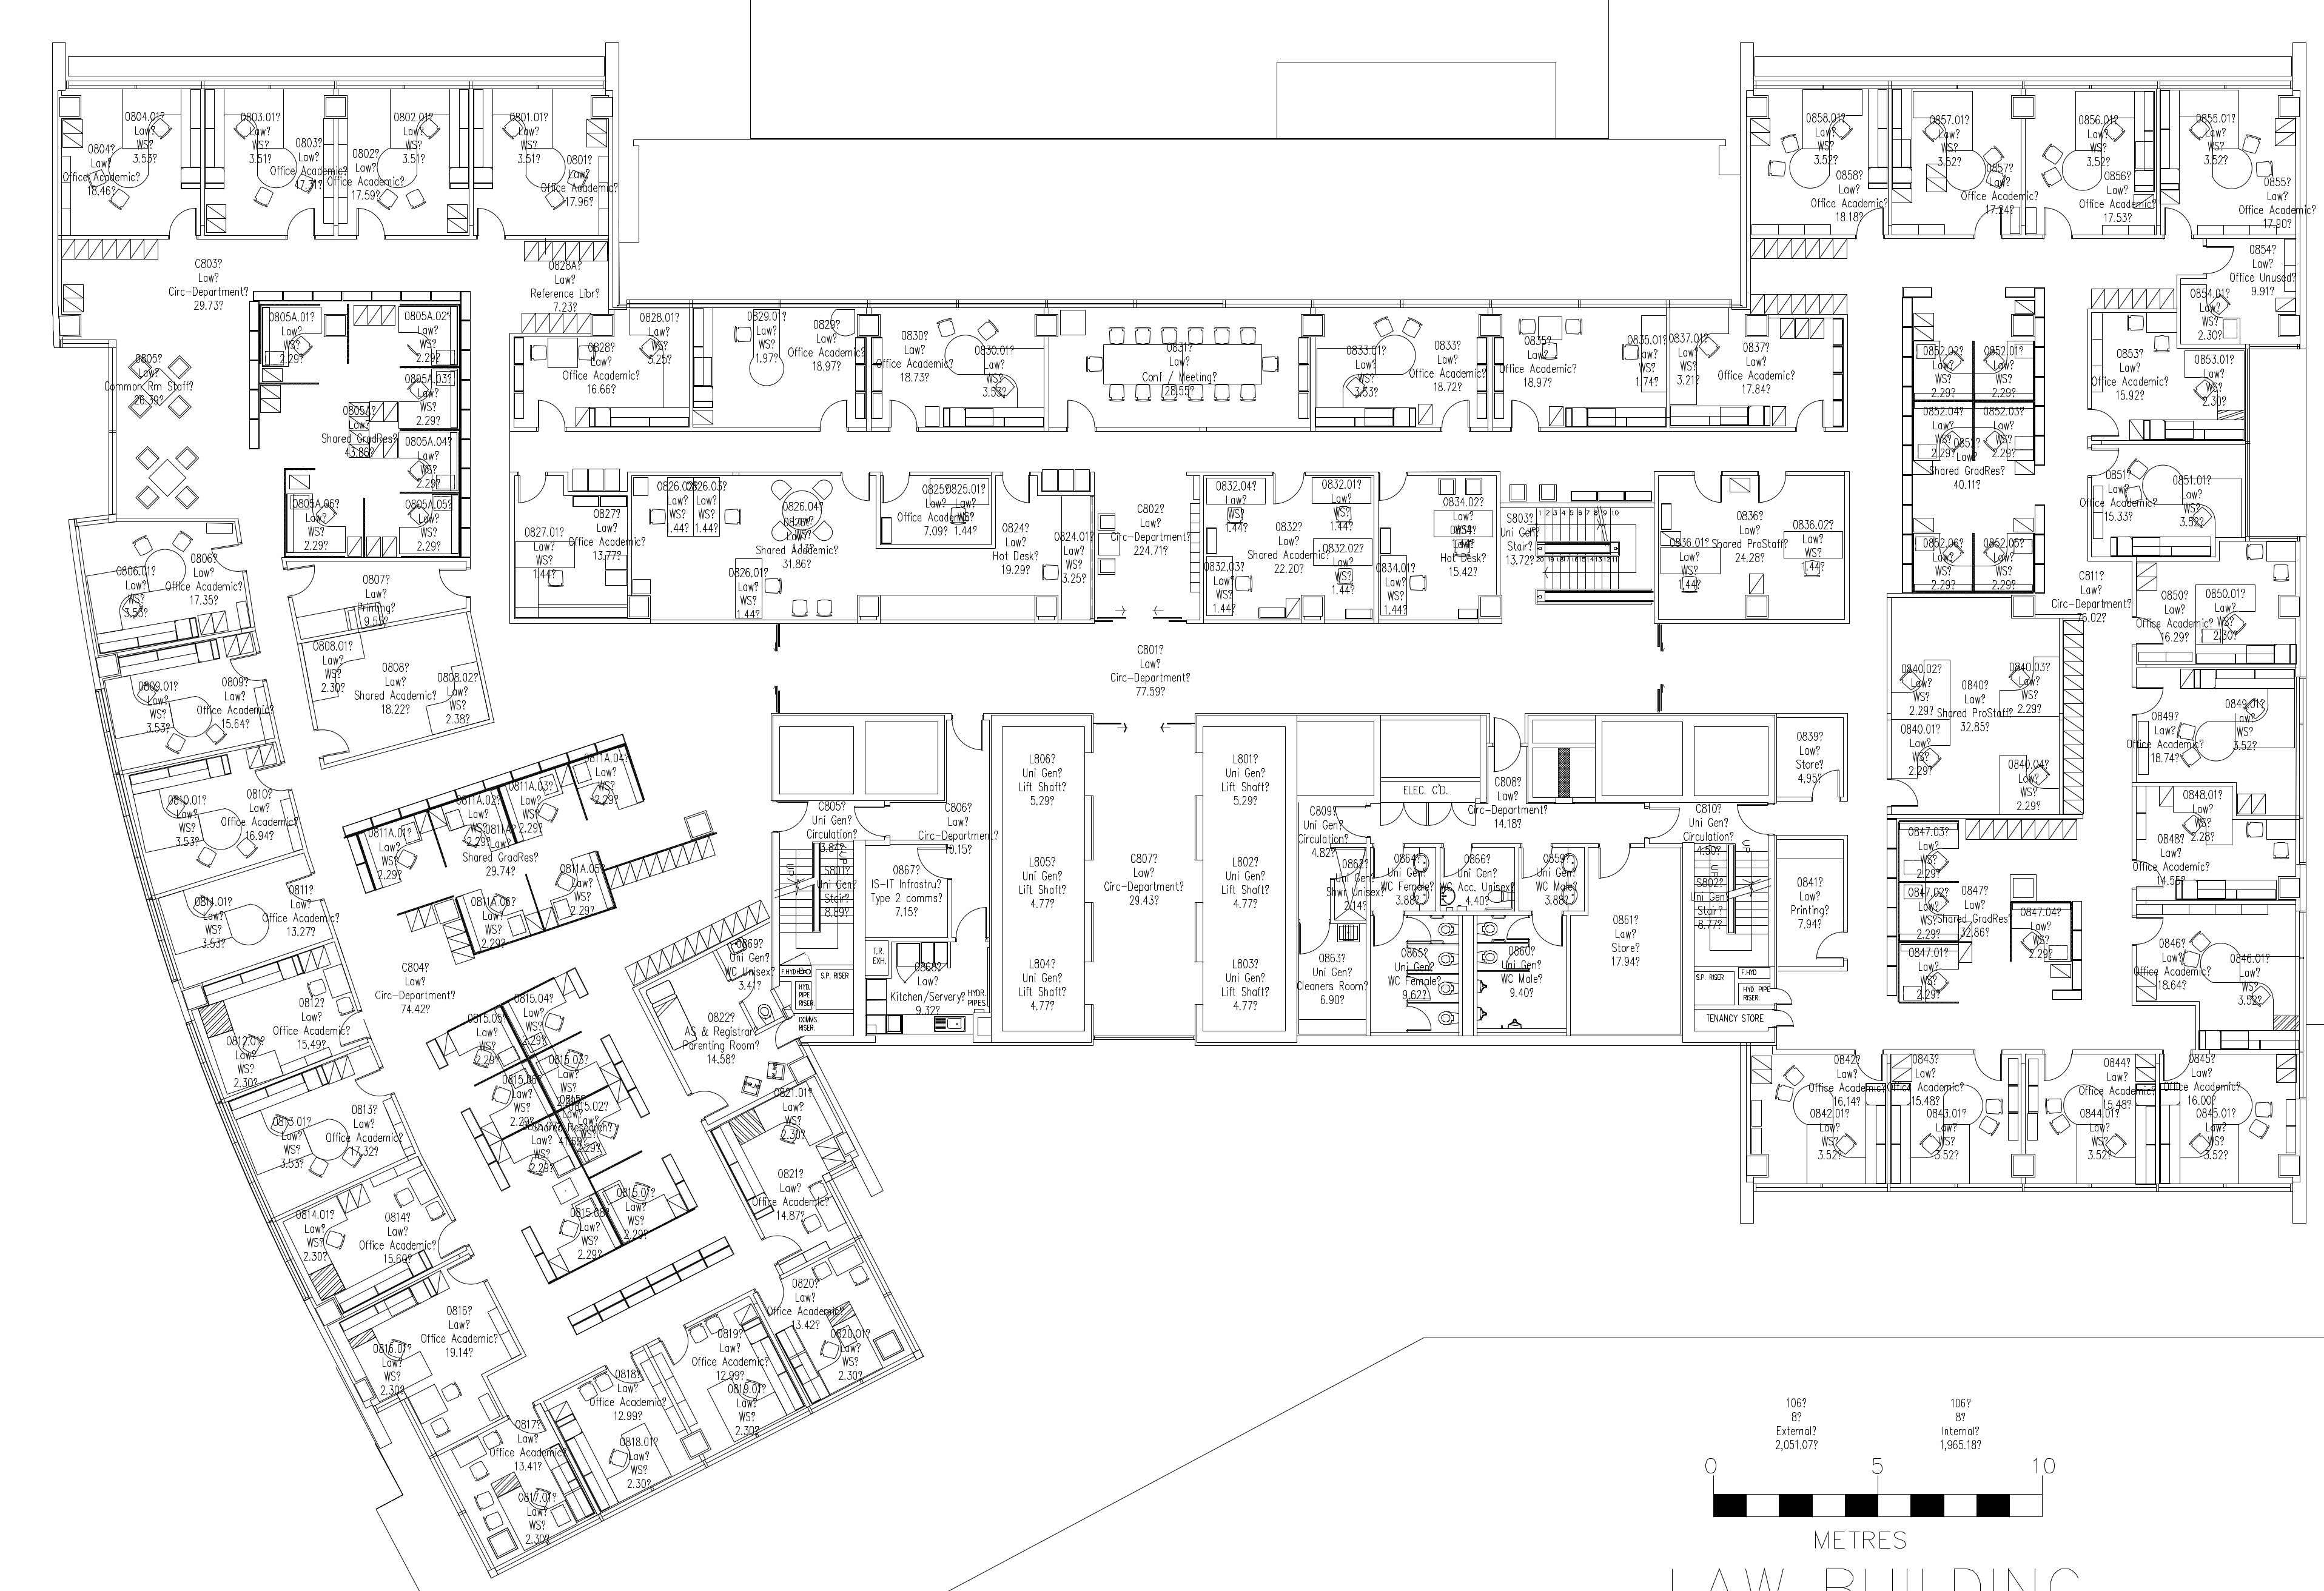 0804.01?
Law?
WS?
3.53?
0804?
Law?
Office Academic?
18.46?
0803.01?
Law?
WS?
3.51?
0803?
Law?
Office Academic?
17.31?
0802.01?
Law?
WS?
3.51?
0802?
Law?
Office Academic?
17.59?
0801.01?
Law?
WS?
3.51?
0801?
Law?
Office Academic?
17.96?
0858.01?
Law?
WS?
3.52?
0858?
Law?
Office Academic?
18.18?
0857.01?
Law?
WS?
3.52?
0857?
Law?
Office Academic?
17.24?
0856.01?
Law?
WS?
3.52?
0856?
Law?
Office Academic?
17.53?
0855.01?
Law?
WS?
3.52?
0855?
Law?
Office Academic?
17.90?
C803?
Law?
Circ-Department?
29.73?
0828A?
Law?
Reference Libr?
7.23?
0854?
Law?
Office Unused?
9.91?
0854.01?
Law?
WS?
2.30?
0805A.01?
Law?
WS?
2.29?
0805A.02?
Law?
WS?
2.29?
0805?
Law?
Common Rm Staff?
26.39?
0805A.03?
Law?
WS?
2.29?
0805A?
Law?
Shared GradRes?
43.86?
0805A.04?
Law?
WS?
2.29?
0805A.06?
Law?
WS?
2.29?
0805A.05?
Law?
WS?
2.29?
0828?
Law?
Office Academic?
16.66?
0828.01?
Law?
WS?
5.26?
0829.01?
Law?
WS?
1.97?
0829?
Law?
Office Academic?
18.97?
0830?
Law?
Office Academic?
18.73?
0830.01?
Law?
WS?
3.53?
0831?
Law?
Conf / Meeting?
28.55?
0833.01?
Law?
WS?
3.53?
0833?
Law?
Office Academic?
18.72?
0835?
Law?
Office Academic?
18.97?
0835.01?
Law?
WS?
1.74?
0837.01?
Law?
WS?
3.21?
0837?
Law?
Office Academic?
17.84?
0852.02?
Law?
WS?
2.29?
0852.01?
Law?
WS?
2.29?
0852.04?
Law?
WS?
2.29?
0852.03?
Law?
WS?
2.29?
0852?
Law?
Shared GradRes?
40.11?
0852.06?
Law?
WS?
2.29?
0852.05?
Law?
WS?
2.29?
0853?
Law?
Office Academic?
15.92?
0853.01?
Law?
WS?
2.30?
0851?
Law?
Office Academic?
15.33?
0851.01?
Law?
WS?
3.52?
0827.01?
Law?
WS?
1.44?
0827?
Law?
Office Academic?
13.77?
0826.02?
Law?
WS?
1.44?
0826.03?
Law?
WS?
1.44?
0826.04?
Shared Academic?
31.86?
0826.01?
Law?
WS?
1.44?
0825?
Law?
Office Academic?
7.09?
0825.01?
Law?
WS?
1.44?
0824?
Law?
Hot Desk?
19.29?
0824.01?
Law?
WS?
3.25?
C802?
Law?
Circ-Department?
224.71?
0832.04?
Law?
WS?
1.44?
0832.01?
Law?
WS?
1.44?
0832?
Law?
Shared Academic?
22.20?
0832.03?
Law?
WS?
1.44?
0832.02?
Law?
WS?
1.44?
0834.02?
Law?
Hot Desk?
15.42?
0834.01?
Law?
WS?
1.44?
S803?
Uni Gen?
Stair?
13.72?
0836.01?
Law?
WS?
1.44?
0836?
Law?
Shared ProStaff?
24.28?
0836.02?
Law?
WS?
1.44?
C811?
Law?
Circ-Department?
76.02?
0850?
Law?
Office Academic?
16.29?
0850.01?
Law?
WS?
2.30?
0806.01?
Law?
WS?
3.53?
0806?
Law?
Office Academic?
17.35?
0807?
Law?
Printing?
9.55?
0808.01?
Law?
WS?
2.30?
0808?
Law?
Shared Academic?
18.22?
0808.02?
Law?
WS?
2.38?
0809.01?
Law?
WS?
3.53?
0809?
Law?
Office Academic?
15.64?
C801?
Law?
Circ-Department?
77.59?
0840.02?
Law?
WS?
2.29?
0840.03?
Law?
WS?
2.29?
0840?
Law?
Shared ProStaff?
32.85?
0840.01?
Law?
WS?
2.29?
0840.04?
Law?
WS?
2.29?
0849?
Law?
Office Academic?
18.74?
0849.01?
Law?
WS?
3.52?
0848.01?
Law?
WS?
2.28?
0848?
Law?
Office Academic?
14.55?
0810.01?
Law?
WS?
3.53?
0810?
Law?
Office Academic?
16.94?
0811A.04?
Law?
WS?
2.29?
0811A.03?
Law?
WS?
2.29?
0811A.02?
Law?
WS?
2.29?
0811A.01?
Law?
WS?
2.29?
0811A?
Law?
Shared GradRes?
29.74?
0811A.05?
Law?
WS?
2.29?
0811A.06?
Law?
WS?
2.29?
0811.01?
Law?
WS?
3.53?
0811?
Law?
Office Academic?
13.27?
C805?
Uni Gen?
Circulation?
3.84?
S801?
Uni Gen?
Stair?
8.89?
UP
C806?
Law?
Circ-Department?
10.15?
0867?
IS-IT Infrastru?
Type 2 comms?
7.15?
L806?
Uni Gen?
Lift Shaft?
5.29?
L805?
Uni Gen?
Lift Shaft?
4.77?
L804?
Uni Gen?
Lift Shaft?
4.77?
C807?
Law?
Circ-Department?
29.43?
L801?
Uni Gen?
Lift Shaft?
5.29?
L802?
Uni Gen?
Lift Shaft?
4.77?
L803?
Uni Gen?
Lift Shaft?
4.77?
ELEC. C'D.
C808?
Law?
Circ-Department?
14.18?
C809?
Uni Gen?
Circulation?
4.82?
0862?
Uni Gen?
Shwr Unisex?
2.14?
0864?
Uni Gen?
WC Female?
3.88?
0866?
Uni Gen?
WC Acc. Unisex?
4.40?
0859?
Uni Gen?
WC Male?
3.88?
0863?
Uni Gen?
Cleaners Room?
6.90?
0865?
Uni Gen?
WC Female?
9.62?
0860?
Uni Gen?
WC Male?
9.40?
0861?
Law?
Store?
17.94?
C810?
Uni Gen?
Circulation?
4.50?
S802?
Uni Gen?
Stair?
8.77?
UP
0839?
Law?
Store?
4.95?
0841?
Law?
Printing?
7.94?
S.P RISER
F.HYD
HYD PIPE
RISER.
TENANCY STORE
0847.03?
Law?
WS?
2.29?
0847.02?
Law?
WS?
2.29?
0847?
Law?
Shared GradRes?
32.86?
0847.04?
Law?
WS?
2.29?
0847.01?
Law?
WS?
2.29?
0846?
Law?
Office Academic?
18.64?
0846.01?
Law?
WS?
3.52?
C804?
Law?
Circ-Department?
74.42?
0869?
Uni Gen?
WC Unisex?
3.41?
S.P. RISER
HYD.
PIPE
RISER.
COMMS
RISER.
T.R.
EXH.
0868?
Law?
Kitchen/Servery?
9.32?
HYDR.
PIPES
0822?
AS & Registrar?
Parenting Room?
14.58?
0812?
Law?
Office Academic?
15.49?
0812.01?
Law?
WS?
2.30?
0815.04?
Law?
WS?
2.29?
0815.05?
Law?
WS?
2.29?
0815.03?
Law?
WS?
0815.06?
Law?
WS?
2.29?
0815.02?
Law?
WS?
2.29?
Shared Research?
Law?
WS?
2.29?
0815.01?
Law?
WS?
2.29?
0815.08?
Law?
WS?
2.29?
0813.01?
Law?
WS?
3.53?
0813?
Law?
Office Academic?
17.32?
0821.01?
Law?
WS?
2.30?
0821?
Law?
Office Academic?
14.87?
0842?
Law?
Office Academic?
16.14?
0842.01?
Law?
WS?
3.52?
0843?
Law?
Office Academic?
15.48?
0843.01?
Law?
WS?
3.52?
0844?
Law?
Office Academic?
15.48?
0844.01?
Law?
WS?
3.52?
0845?
Law?
Office Academic?
16.00?
0845.01?
Law?
WS?
3.52?
0814.01?
Law?
WS?
2.30?
0814?
Law?
Office Academic?
15.60?
0816?
Law?
Office Academic?
19.14?
0816.01?
Law?
WS?
2.30?
0820?
Law?
Office Academic?
13.42?
0820.01?
Law?
WS?
2.30?
0819?
Law?
Office Academic?
12.99?
0819.01?
Law?
WS?
2.30?
0818?
Law?
Office Academic?
12.99?
0818.01?
Law?
WS?
2.30?
0817?
Law?
Office Academic?
13.41?
0817.01?
Law?
WS?
2.30?
106?
8?
External?
2,051.07?
106?
8?
Internal?
1,965.18?
0 5 10
METRES
LAW BUILDING